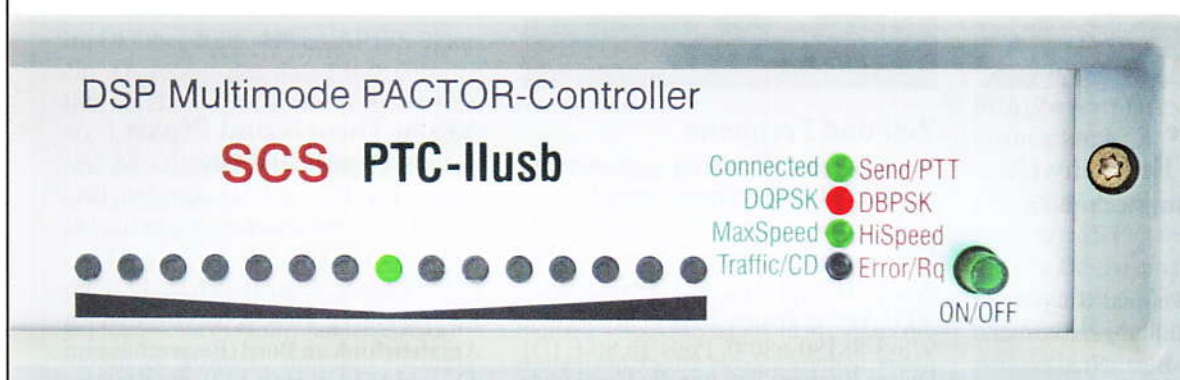 DSP Multimode PACTOR-Controller
SCS PTC-IIusb
Connected Send/PTT
DQPSK DBPSK
MaxSpeed HiSpeed
Traffic/CD Error/Rq
ON/OFF